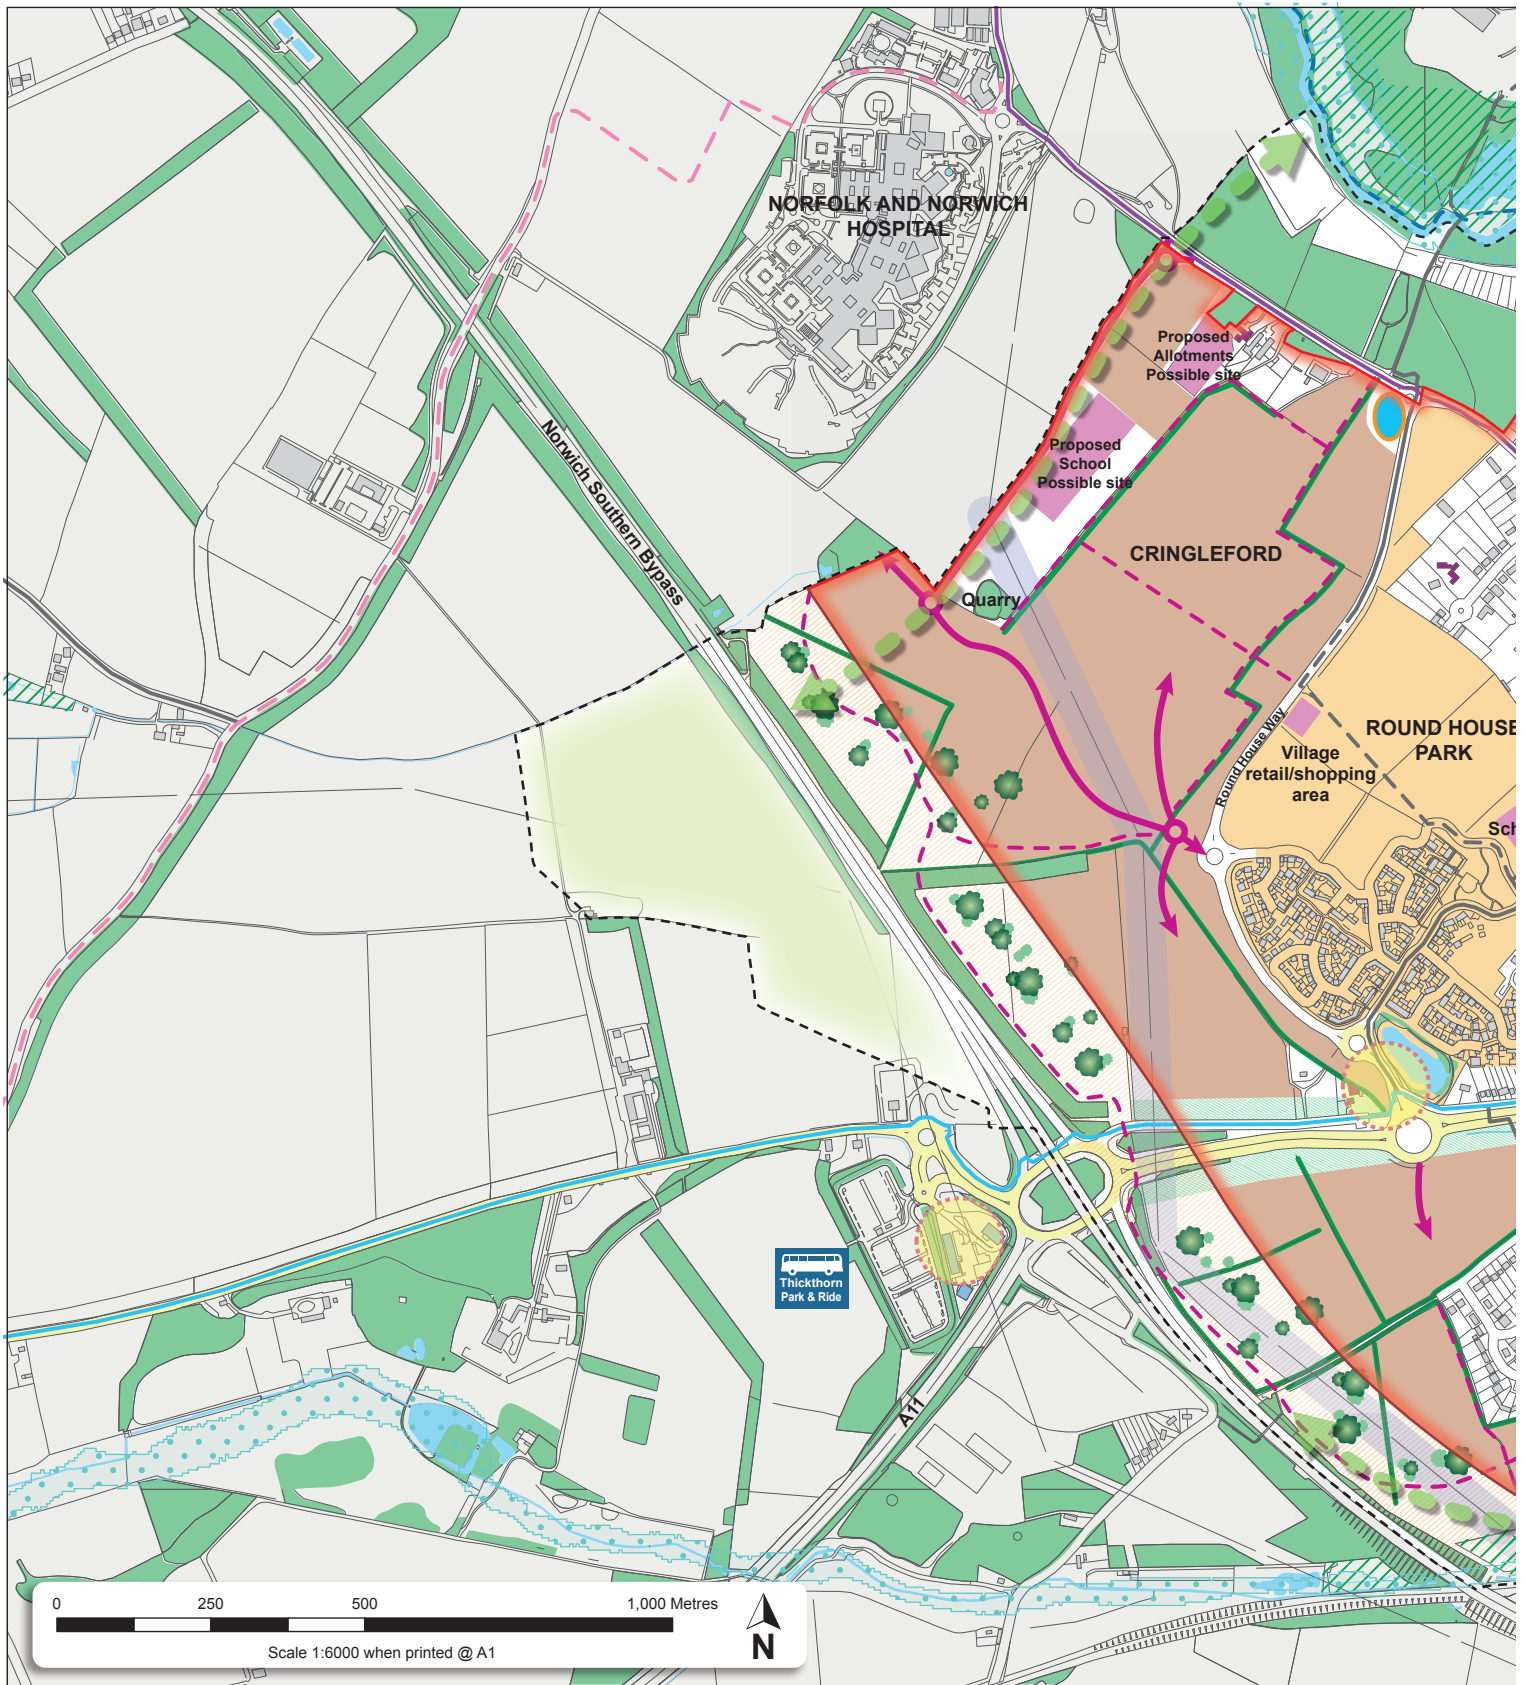 NORFOLK AND NORWICH
HOSPITAL
Proposed
Allotments
Possible site
Norwich Southern Bypass
Proposed
School
Possible site
CRINGLEFORD
Quarry
Round House Way
ROUND HOUSE
PARK
Village
retail/shopping
area
Sch
Thickthorn
Park & Ride
A11
0 250 500 1,000 Metres
Scale 1:6000 when printed @ A1
N